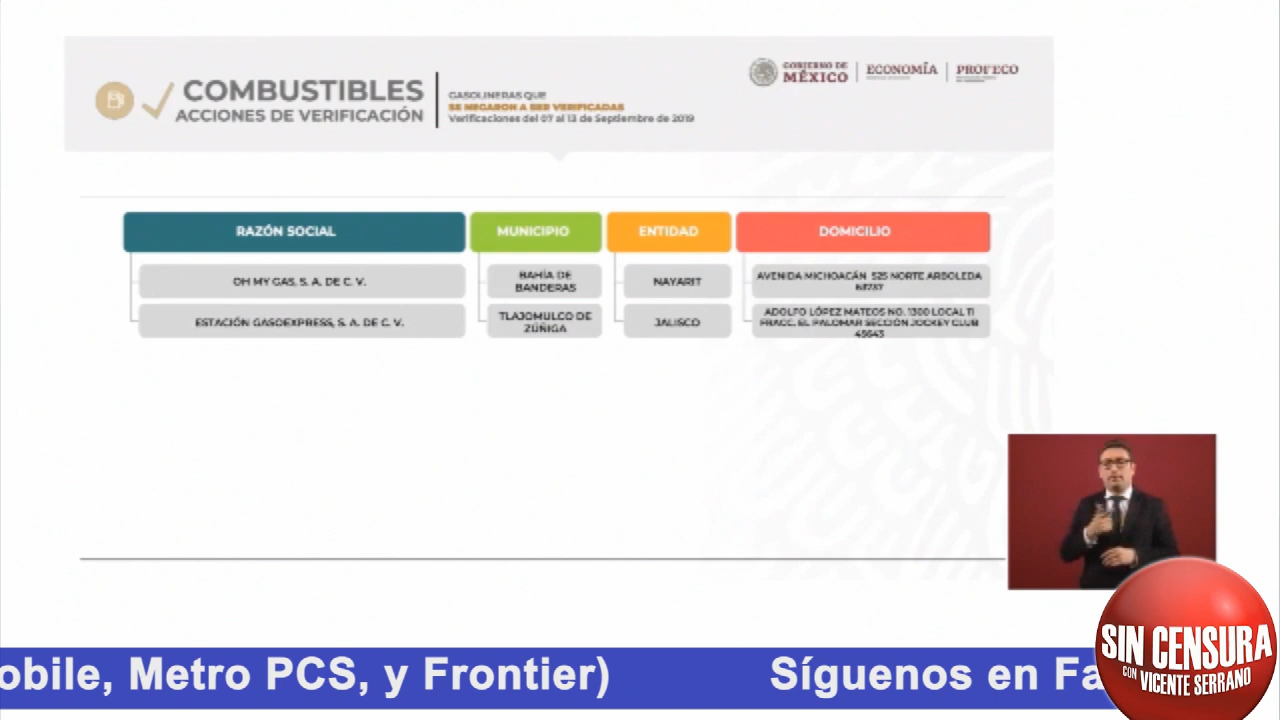 COMBUSTIBLES
ACCIONES DE VERIFICACIÓN
GASOLINERAS QUE
SE NEGARON A SER VERIFICADAS
Verificaciones del 07 al 13 de Septiembre de 2019
GOBIERNO DE
MÉXICO
ECONOMÍA
PROFECO
RAZÓN SOCIAL
MUNICIPIO
ENTIDAD
DOMICILIO
OH MY GAS, S. A. DE C. V.
BAHÍA DE
BANDERAS
NAYARIT
AVENIDA MICHOACÁN 525 NORTE ARBOLEDA
63737
ESTACIÓN GASOEXPRESS, S. A. DE C. V.
TLAJOMULCO DE
ZÚÑIGA
JALISCO
ADOLFO LÓPEZ MATEOS NO. 1300 LOCAL 11
FRACC. EL PALOMAR SECCIÓN JOCKEY CLUB
45643
obile, Metro PCS, y Frontier)
Síguenos en Fa
SIN CENSURA
CON VICENTE SERRANO